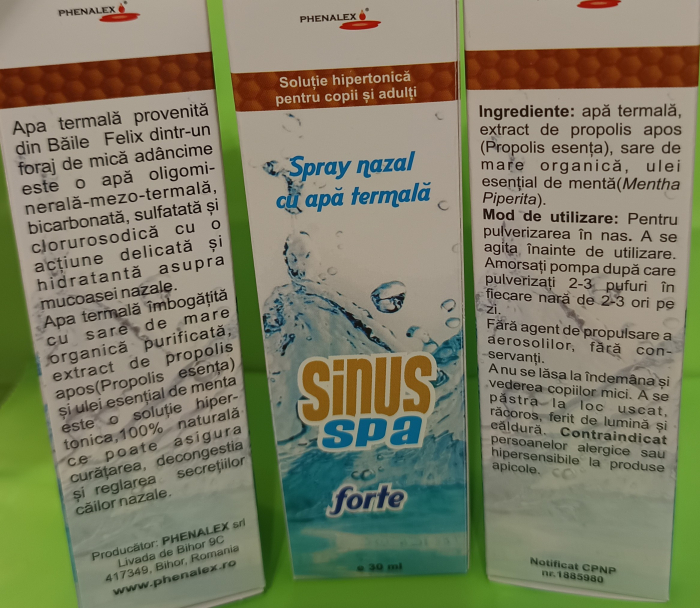 PHENALEX
Apa termală provenită
din Băile Felix dintr-un
foraj de mică adâncime
este o apă oligomi-
nerală-mezo-termală,
bicarbonată, sulfatată și
clorurosodică cu o
acțiune delicată și
hidratantă asupra
mucoasei nazale.
Apa termală îmbogățită
cu sare de mare
organică purificată,
extract de propolis
apos(Propolis esența)
și ulei esențial de menta
este o soluție hiper-
tonica,100% naturală
ce poate asigura
curățarea, decongestia
și reglarea secrețiilor
căilor nazale.
Producător: PHENALEX srl
Livada de Bihor 9C
417349, Bihor, Romania
www.phenalex.ro
PHENALEX
Soluție hipertonică
pentru copii și adulți
Spray nazal
cu apă termală
SiNUS
spa
forte
e 30 ml
PHENALEX
Ingrediente: apă termală,
extract de propolis apos
(Propolis esența), sare de
mare organică, ulei
esențial de mentă(Mentha
Piperita).
Mod de utilizare: Pentru
pulverizarea în nas. A se
agita înainte de utilizare.
Amorsați pompa după care
pulverizați 2-3 pufuri în
fiecare nară de 2-3 ori pe
zi.
Fără agent de propulsare a
aerosolilor, fără con-
servanți.
A nu se lăsa la îndemâna și
vederea copiilor mici. A se
păstra la loc uscat,
răcoros, ferit de lumină și
căldură. Contraindicat
persoanelor alergice sau
hipersensibile la produse
apicole.
Notificat CPNP
nr.1885980